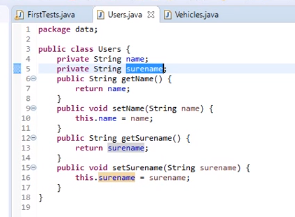 FirstTests.java Users.java Vehicles.java
1 package data;
2
3 public class Users {
4 private String name;
5 private String surename;
6 public String getName() {
7 return name;
8 }
9 public void setName(String name) {
10 this.name = name;
11 }
12 public String getSurename() {
13 return surename;
14 }
15 public void setSurename(String surename) {
16 this.surename = surename;
17 }
18 }
19